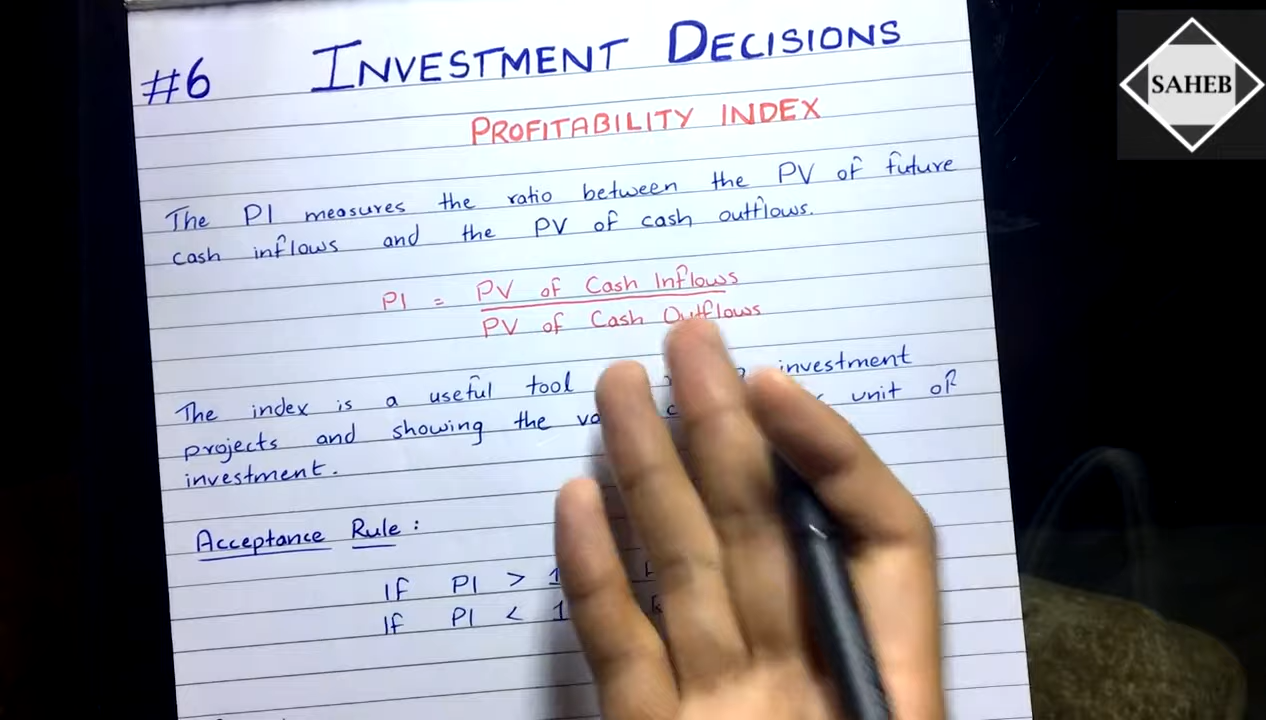 #6 INVESTMENT DECISIONS
SAHEB
PROFITABILITY INDEX
The PI measures the ratio between the PV of future
cash inflows and the PV of cash outflows.
PI = PV of Cash Inflows
PV of Cash Outflows
The index is a useful tool investment
projects and showing the unit of
investment.
Acceptance Rule:
If PI > 1
If PI < 1